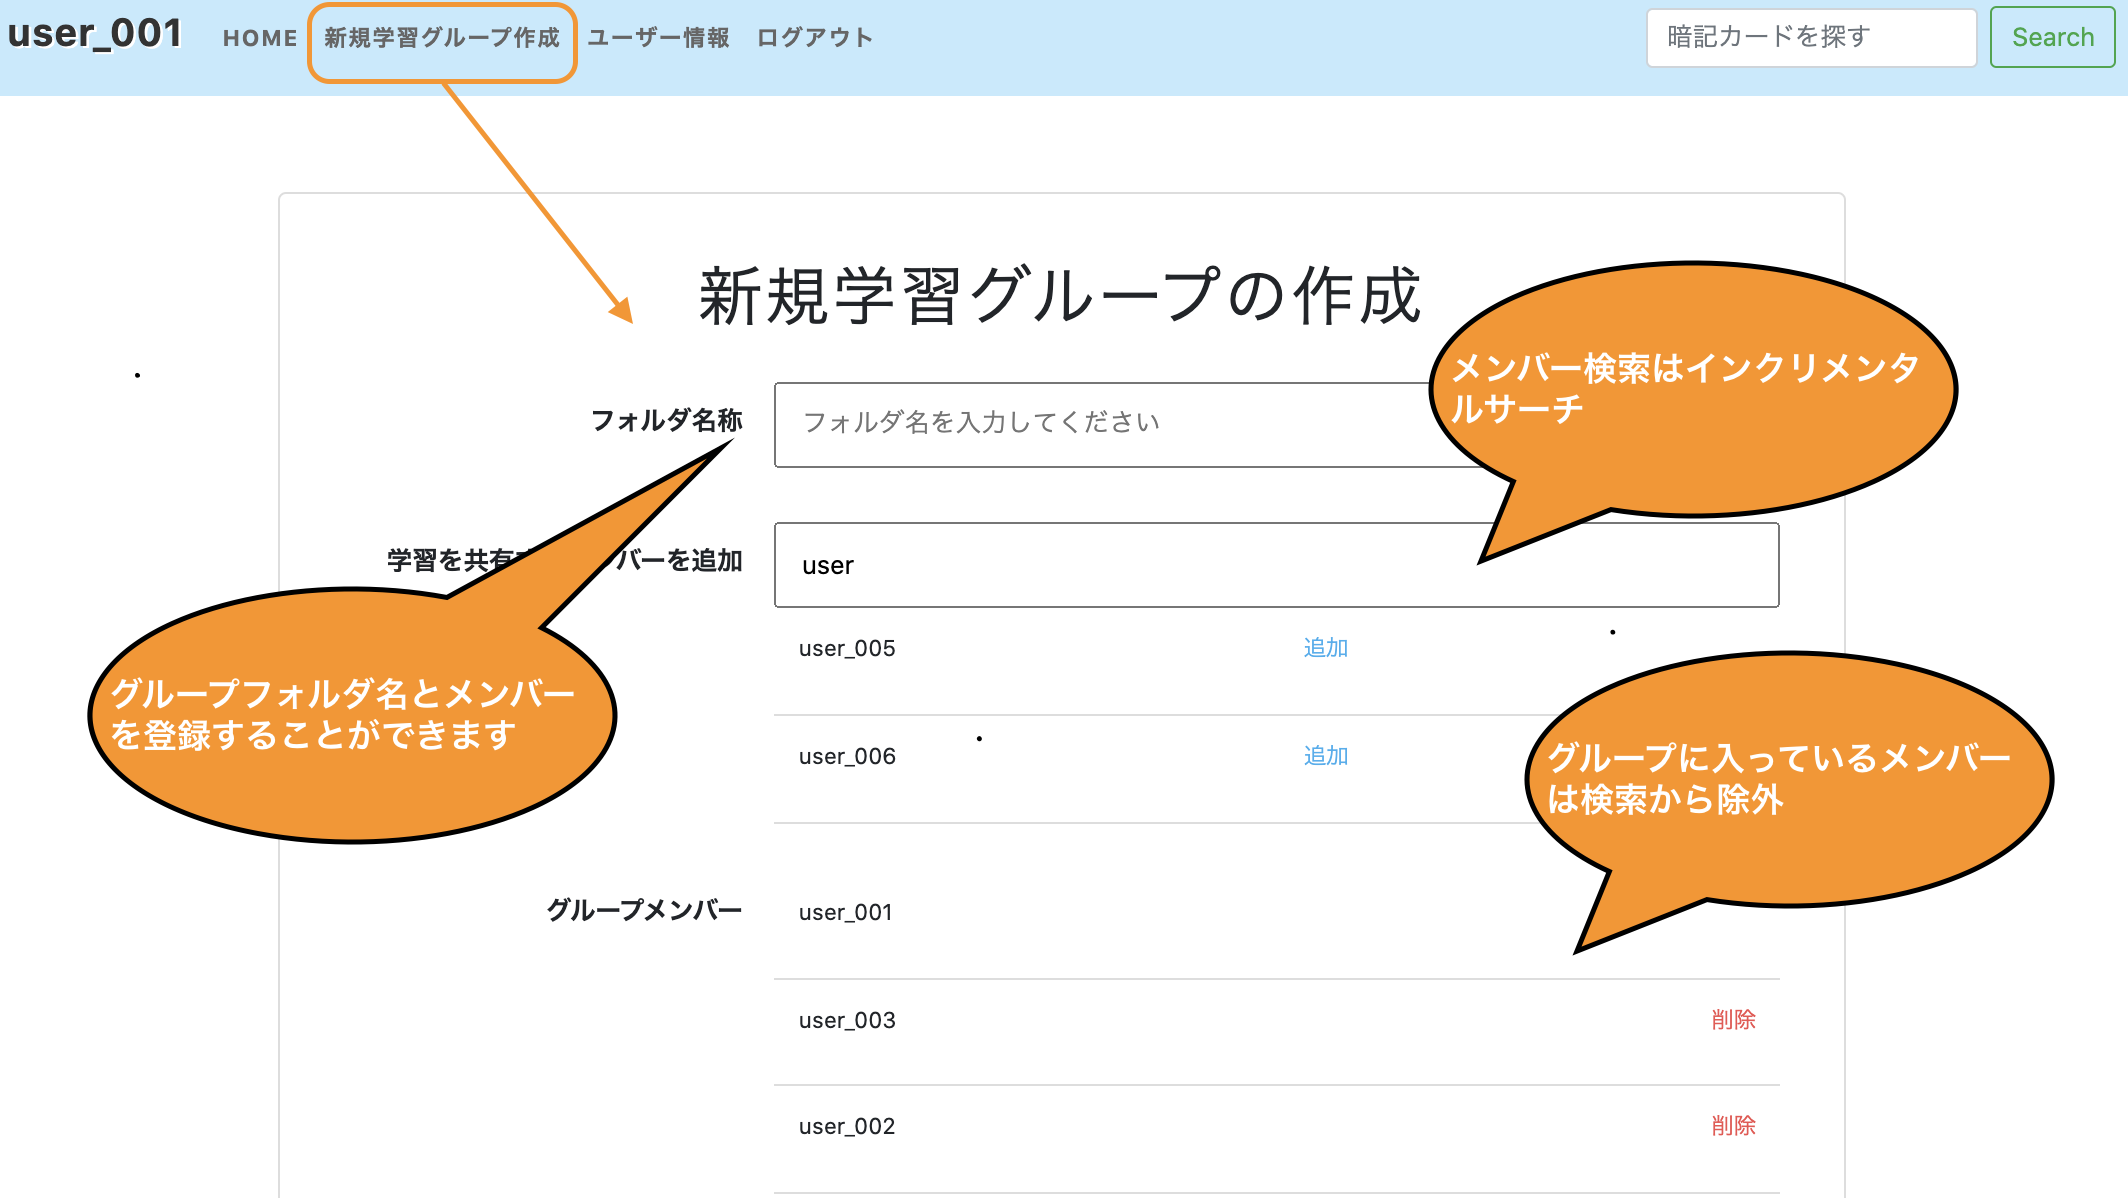 user_001 HOME 新規学習グループ作成 ユーザー情報 ログアウト 暗記カードを探す Search
新規学習グループの作成
メンバー検索はインクリメンタ
ルサーチ
フォルダ名称 フォルダ名を入力してください
学習を共有 バーを追加 user
user_005 追加
グループフォルダ名とメンバー
を登録することができます
user_006 追加
グループに入っているメンバー
は検索から除外
グループメンバー user_001
user_003 削除
user_002 削除